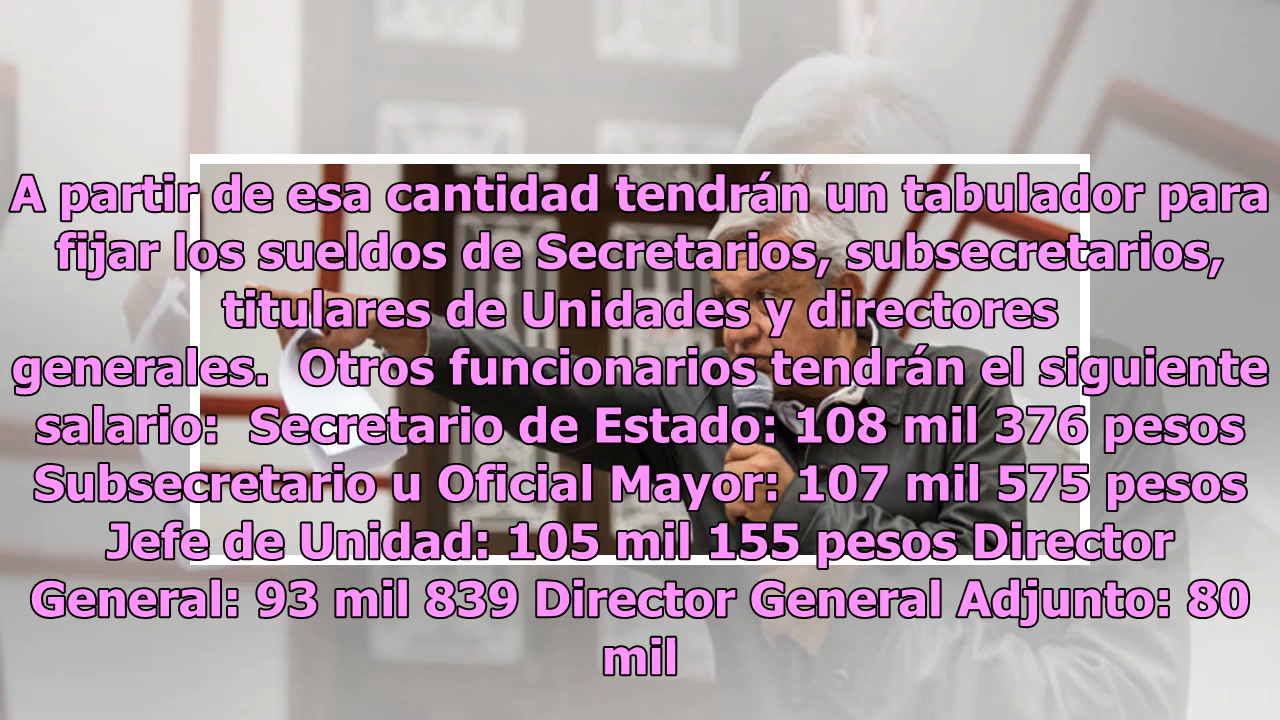 A partir de esa cantidad tendrán un tabulador para
fijar los sueldos de Secretarios, subsecretarios,
titulares de Unidades y directores
generales.  Otros funcionarios tendrán el siguiente
salario:  Secretario de Estado: 108 mil 376 pesos
Subsecretario u Oficial Mayor: 107 mil 575 pesos
Jefe de Unidad: 105 mil 155 pesos Director
General: 93 mil 839 Director General Adjunto: 80
mil